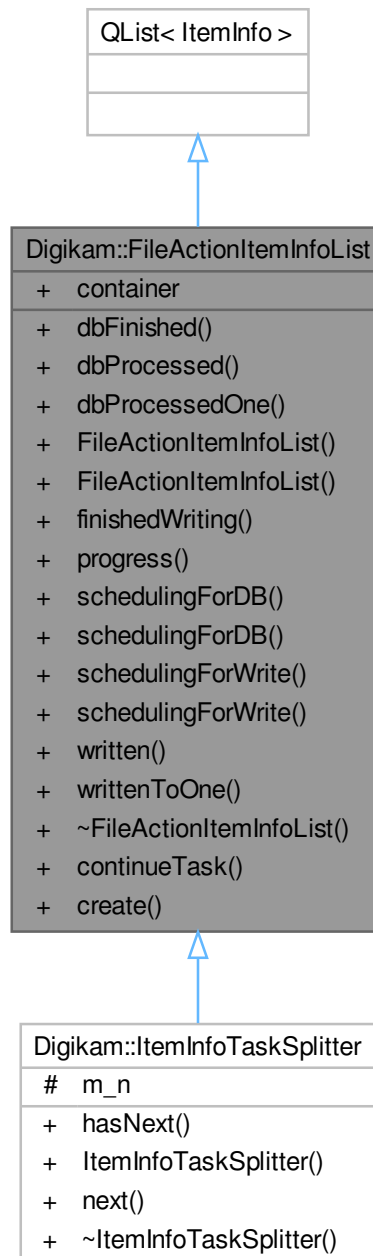 QList< ItemInfo >
Digikam::FileActionItemInfoList
+ container
+ dbFinished()
+ dbProcessed()
+ dbProcessedOne()
+ FileActionItemInfoList()
+ FileActionItemInfoList()
+ finishedWriting()
+ progress()
+ schedulingForDB()
+ schedulingForDB()
+ schedulingForWrite()
+ schedulingForWrite()
+ written()
+ writtenToOne()
+ ~FileActionItemInfoList()
+ continueTask()
+ create()
Digikam::ItemInfoTaskSplitter
# m_n
+ hasNext()
+ ItemInfoTaskSplitter()
+ next()
+ ~ItemInfoTaskSplitter()